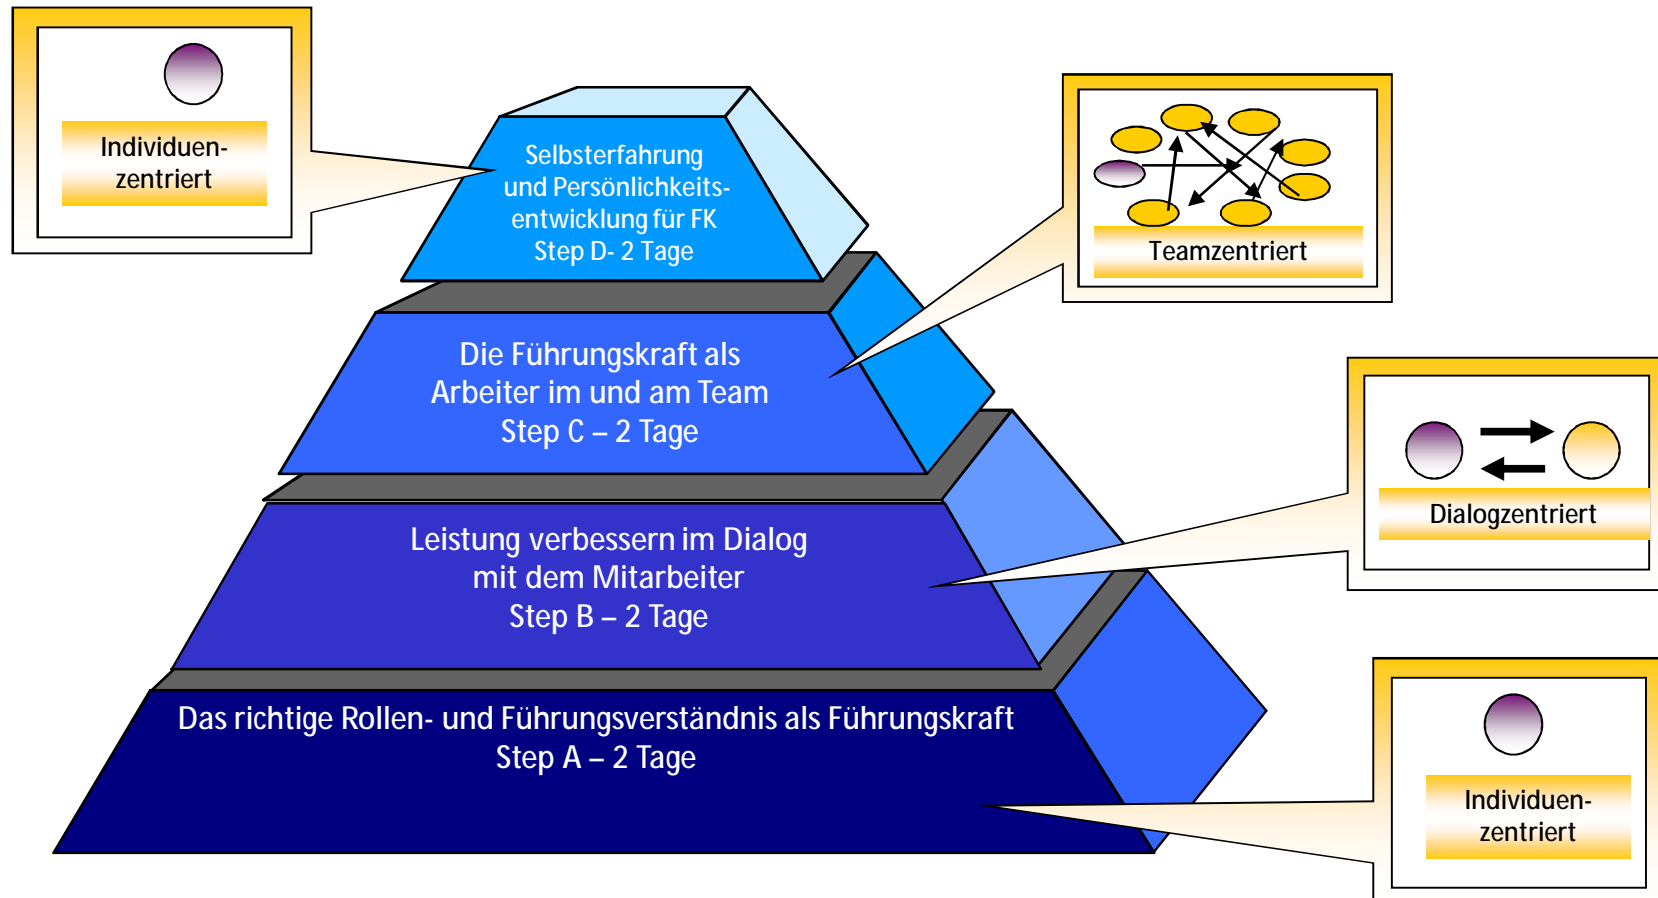 Individuen-
zentriert
Selbsterfahrung
und Persönlichkeits-
entwicklung für FK
Step D- 2 Tage
Teamzentriert
Die Führungskraft als
Arbeiter im und am Team
Step C – 2 Tage
Dialogzentriert
Leistung verbessern im Dialog
mit dem Mitarbeiter
Step B – 2 Tage
Das richtige Rollen- und Führungsverständnis als Führungskraft
Step A – 2 Tage
Individuen-
zentriert